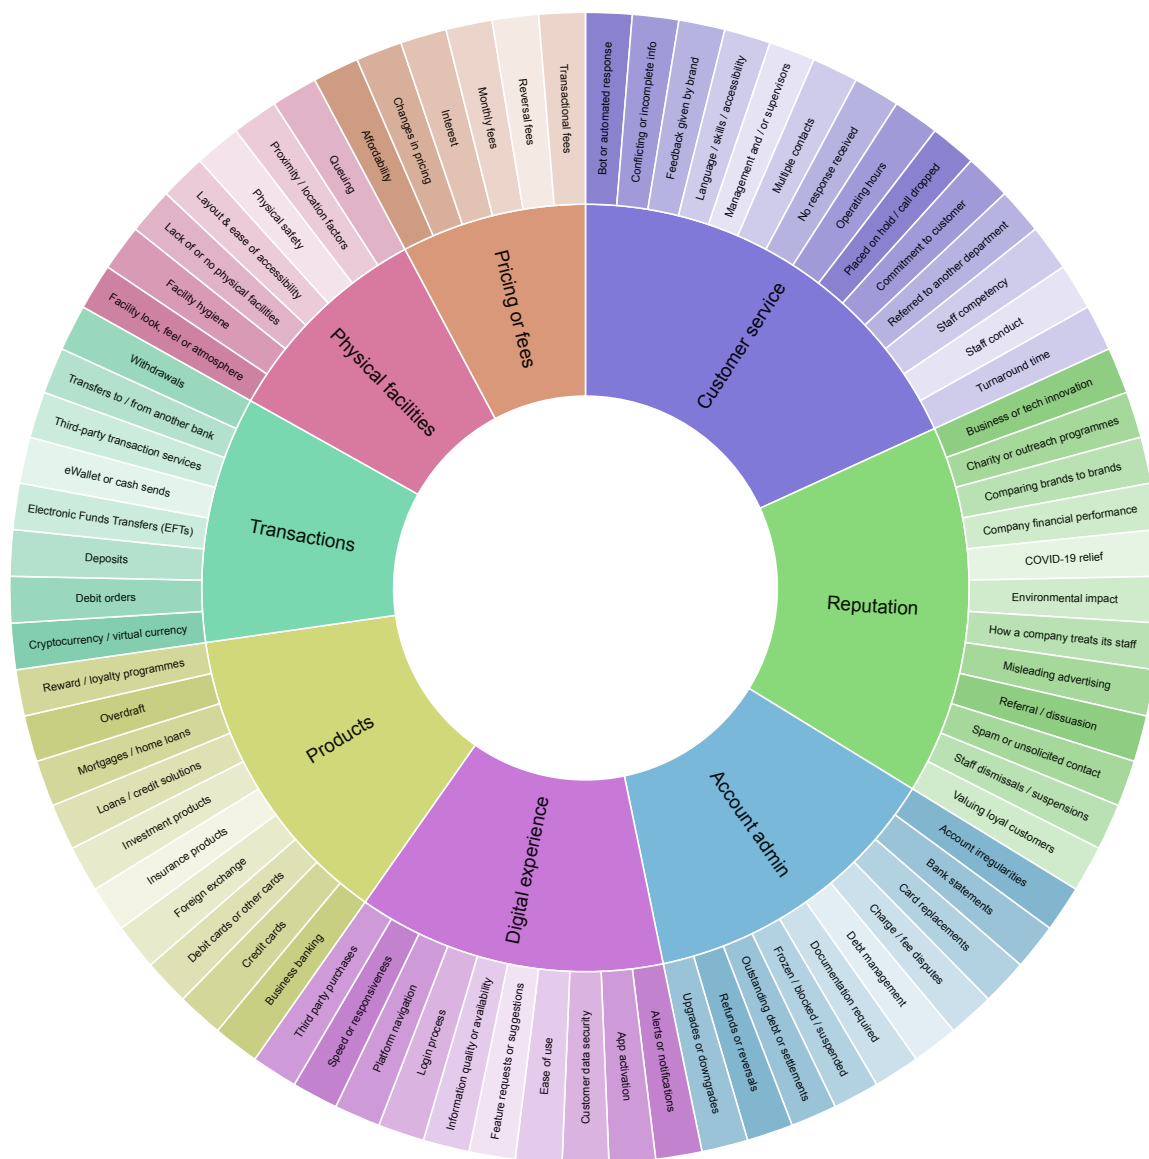 Customer service
Bot or automated response
Conflicting or incomplete info
Feedback given by brand
Language / skills / accessibility
Management and / or supervisors
Multiple contacts
No response received
Operating hours
Placed on hold / call dropped
Commitment to customer
Referred to another department
Staff competency
Staff conduct
Turnaround time
Reputation
Business or tech innovation
Charity or outreach programmes
Comparing brands to brands
Company financial performance
COVID-19 relief
Environmental impact
How a company treats its staff
Misleading advertising
Referral / dissuasion
Spam or unsolicited contact
Staff dismissals / suspensions
Valuing loyal customers
Account admin
Account irregularities
Bank statements
Card replacements
Charge / fee disputes
Debt management
Documentation required
Frozen / blocked / suspended
Outstanding debt or settlements
Refunds or reversals
Upgrades or downgrades
Digital experience
Alerts or notifications
App activation
Customer data security
Ease of use
Feature requests or suggestions
Information quality or availability
Login process
Platform navigation
Speed or responsiveness
Third party purchases
Products
Business banking
Credit cards
Debit cards or other cards
Foreign exchange
Insurance products
Investment products
Loans / credit solutions
Mortgages / home loans
Overdraft
Reward / loyalty programmes
Transactions
Cryptocurrency / virtual currency
Debit orders
Deposits
Electronic Funds Transfers (EFTs)
eWallet or cash sends
Third-party transaction services
Transfers to / from another bank
Withdrawals
Physical facilities
Facility look, feel or atmosphere
Facility hygiene
Lack of or no physical facilities
Layout & ease of accessibility
Physical safety
Proximity / location factors
Queuing
Pricing or fees
Affordability
Changes in pricing
Interest
Monthly fees
Reversal fees
Transactional fees